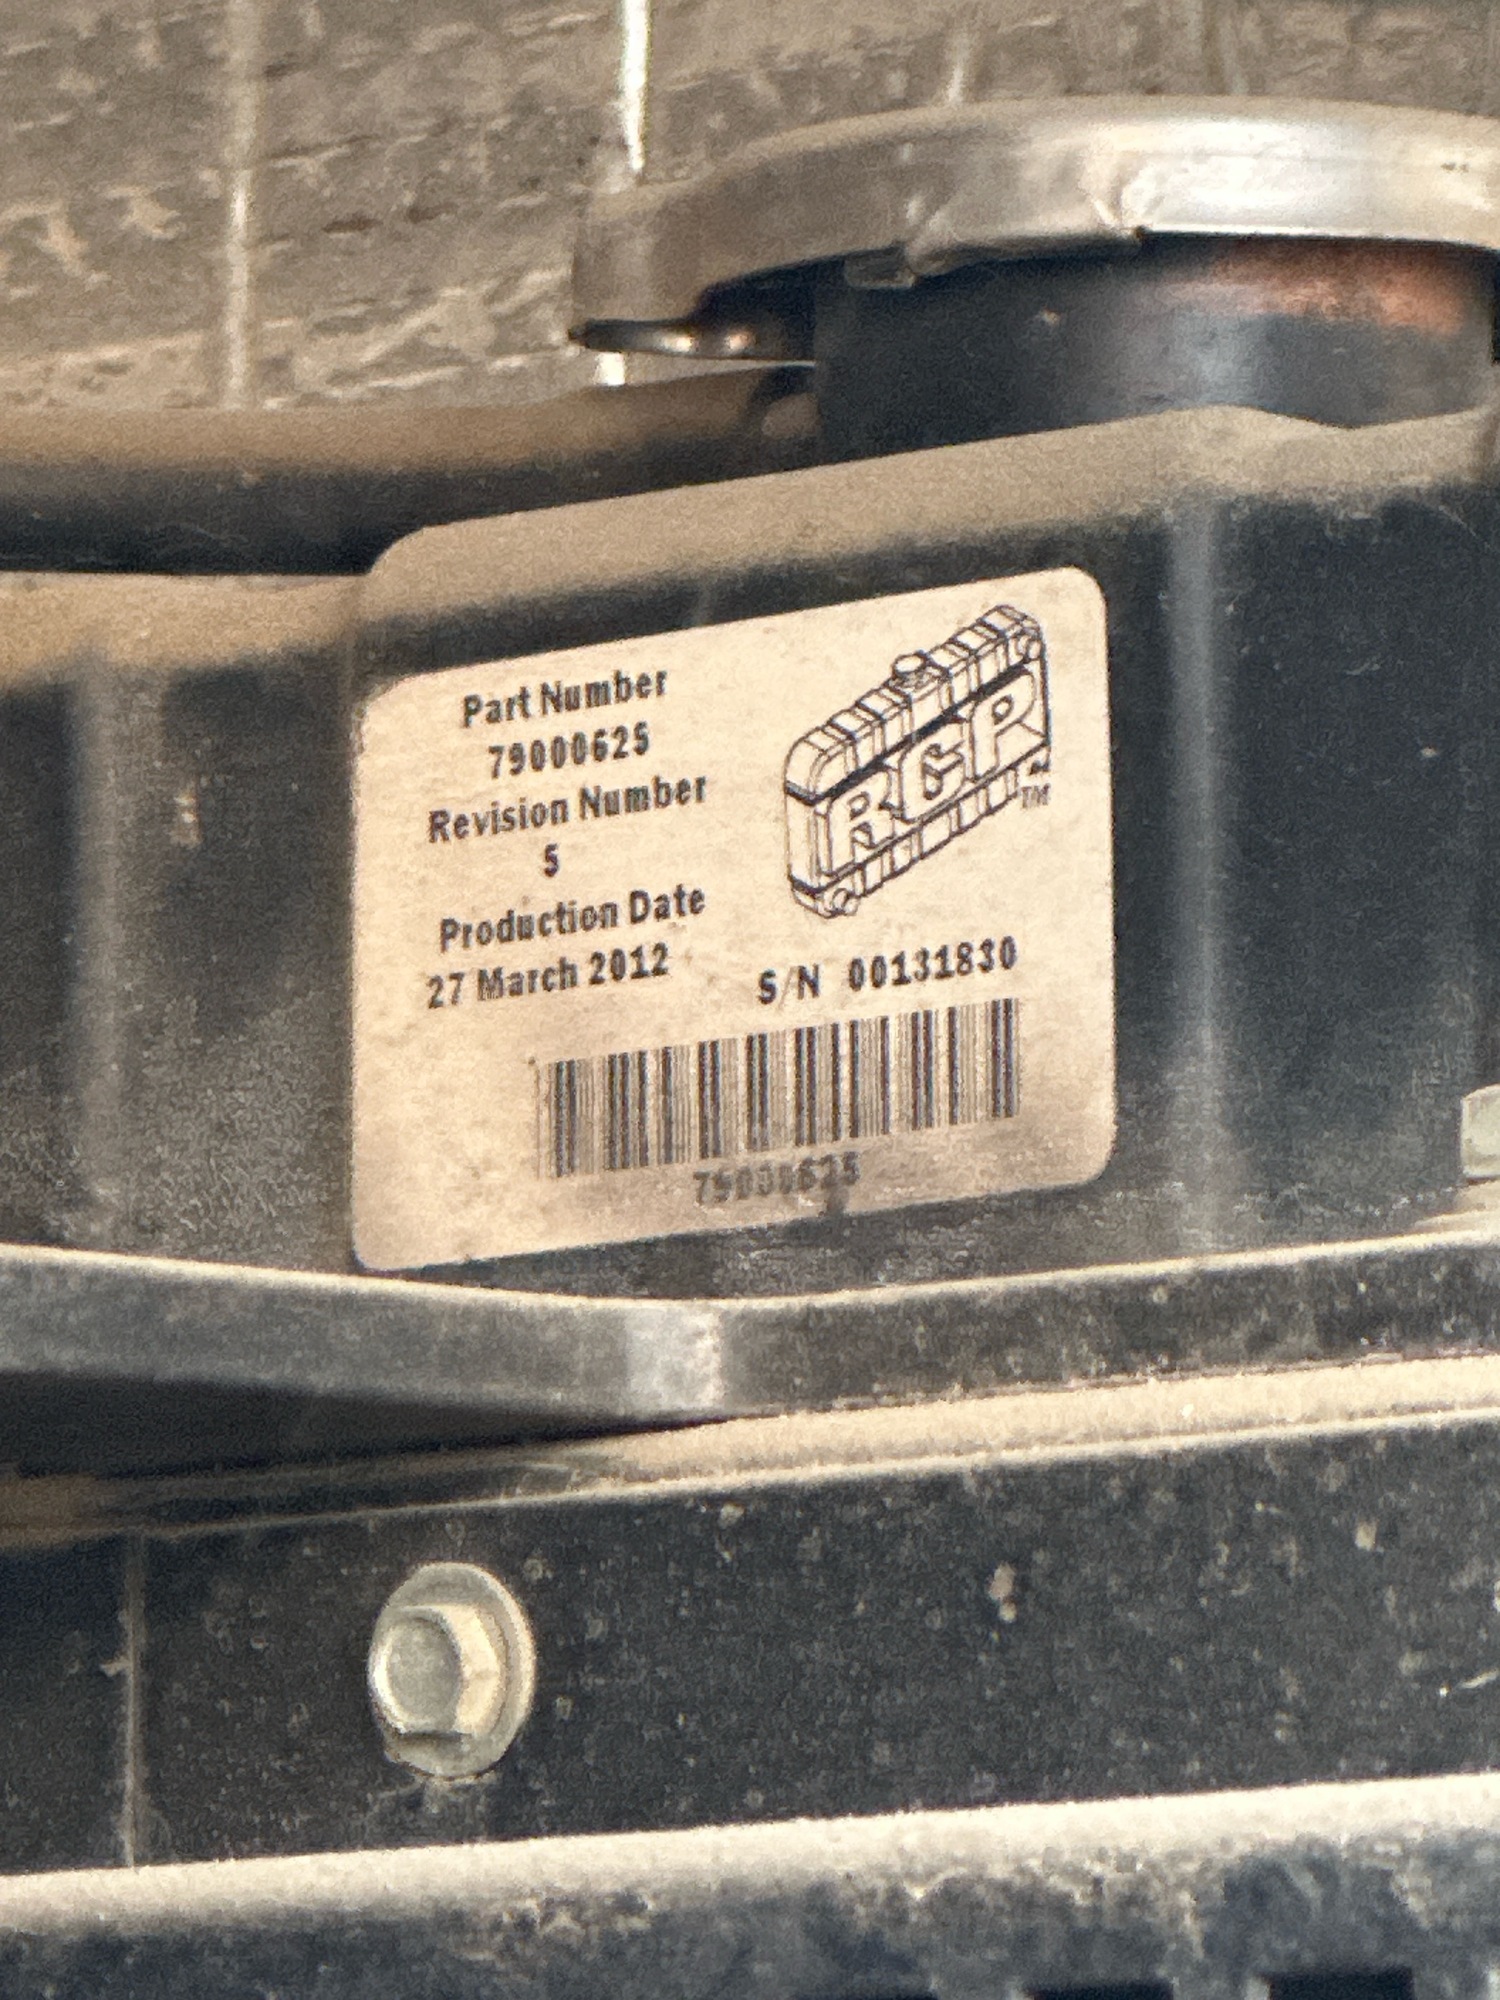 Part Number
79000625
Revision Number
5
Production Date
27 March 2012
RCP
TM
S/N 00131830
79000625